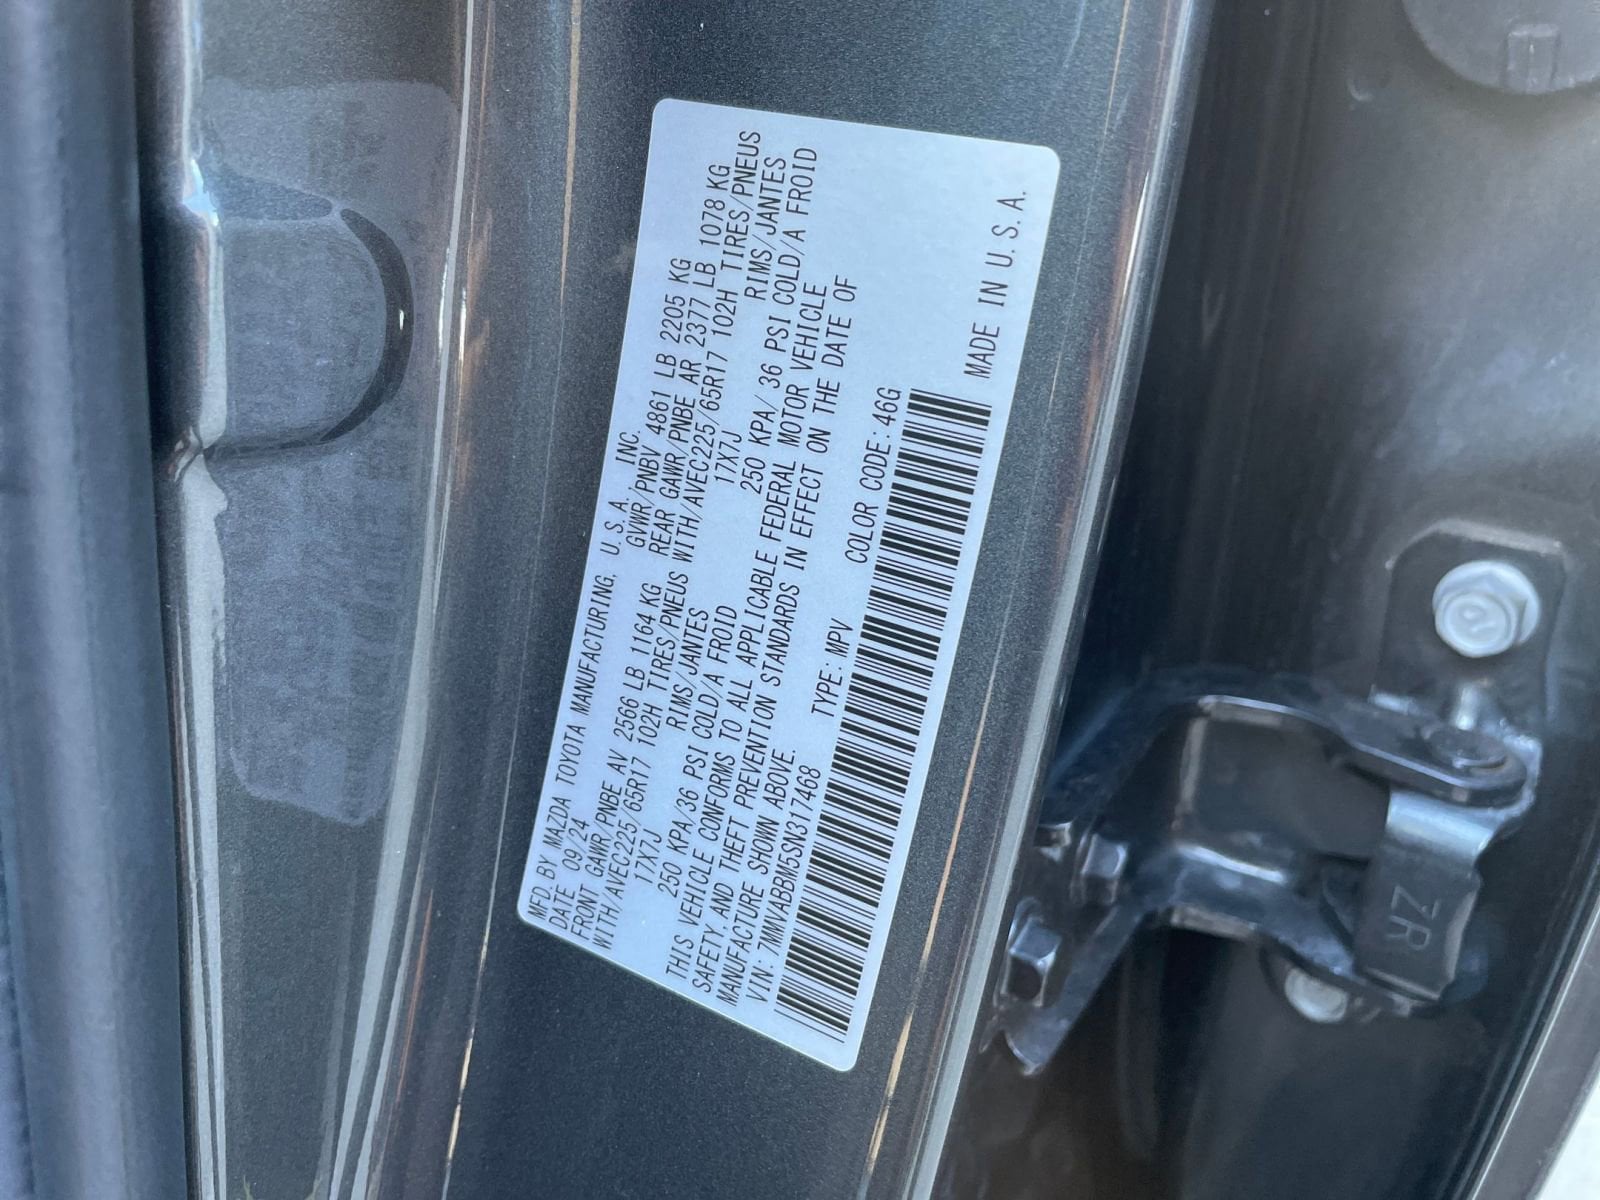 MFD. BY MAZDA TOYOTA MANUFACTURING, U. S. A. INC.
DATE 09/24 GVWR/PNBV 4861 LB 2205 KG
FRONT GAWR/PNBE AV 2566 LB 1164 KG REAR GAWR/PNBE AR 2377 LB 1078 KG
WITH/AVEC225/65R17 102H TIRES/PNEUS WITH/AVEC225/65R17 102H TIRES/PNEUS
17X7J RIMS/JANTES 17X7J RIMS/JANTES
250 KPA/36 PSI COLD/A FROID 250 KPA/ 36 PSI COLD/A FROID
THIS VEHICLE CONFORMS TO ALL APPLICABLE FEDERAL MOTOR VEHICLE
SAFETY, AND THEFT PREVENTION STANDARDS IN EFFECT ON THE DATE OF
MANUFACTURE SHOWN ABOVE.
VIN: 7MMVABBM5SN317468 TYPE: MPV COLOR CODE: 46G
MADE IN U. S. A.
ZR